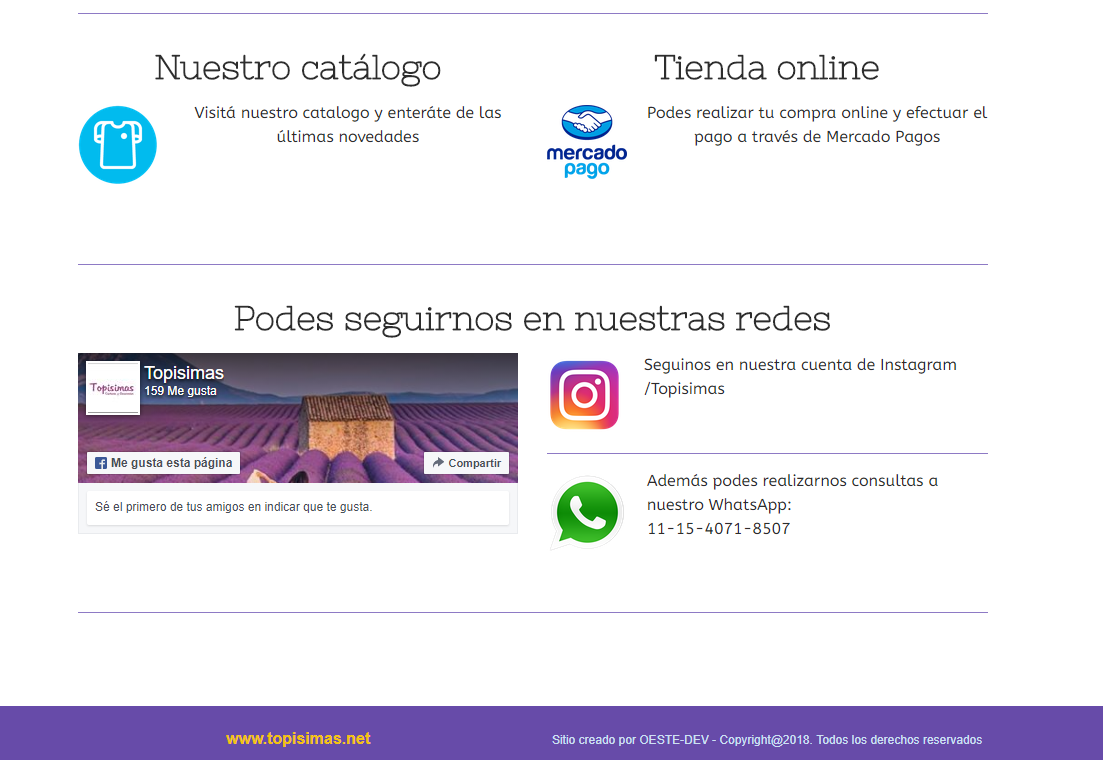 Nuestro catálogo
Visitá nuestro catalogo y enteráte de las
últimas novedades
Tienda online
mercado
pago
Podes realizar tu compra online y efectuar el
pago a través de Mercado Pagos
Podes seguirnos en nuestras redes
Topisimas
Topisimas
159 Me gusta
Me gusta esta página
Compartir
Sé el primero de tus amigos en indicar que te gusta.
Seguinos en nuestra cuenta de Instagram
/Topisimas
Además podes realizarnos consultas a
nuestro WhatsApp:
11-15-4071-8507
www.topisimas.net
Sitio creado por OESTE-DEV - Copyright@2018. Todos los derechos reservados